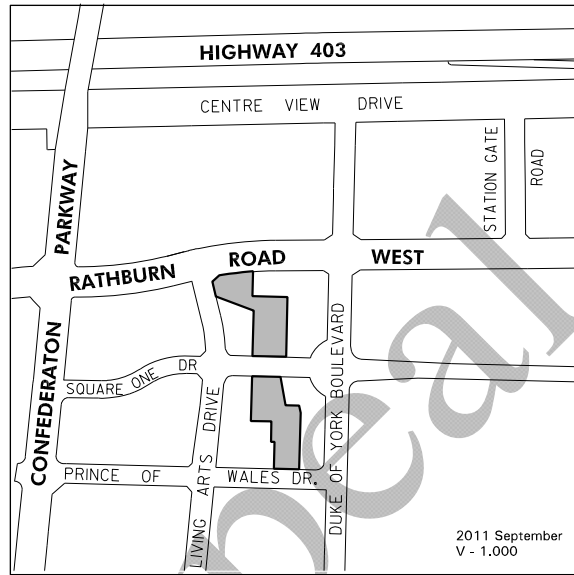 HIGHWAY 403
CENTRE VIEW DRIVE
STATION GATE
ROAD
PARKWAY
RATHBURN ROAD WEST
CONFEDERATON
SQUARE ONE DR
LIVING ARTS DRIVE
DUKE OF YORK BOULEVARD
PRINCE OF WALES DR.
2011 September
V - 1.000